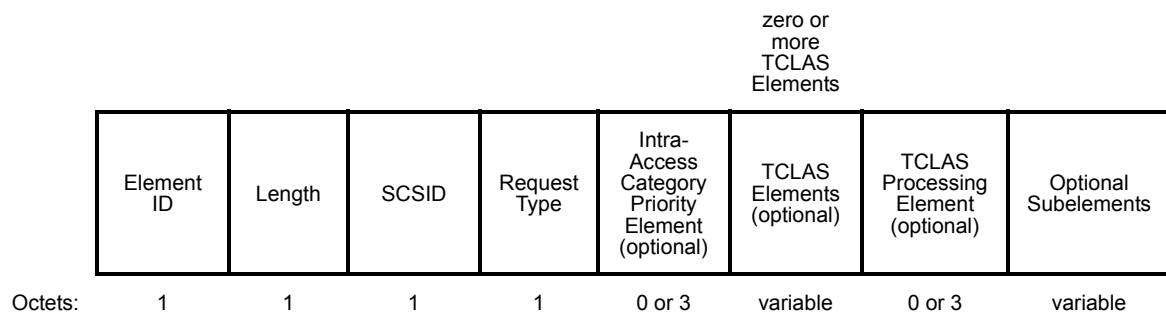 zero or
more
TCLAS
Elements
Element
ID
Length
SCSID
Request
Type
Intra-
Access
Category
Priority
Element
(optional)
TCLAS
Elements
(optional)
TCLAS
Processing
Element
(optional)
Optional
Subelements
Octets: 1 1 1 1 0 or 3 variable 0 or 3 variable